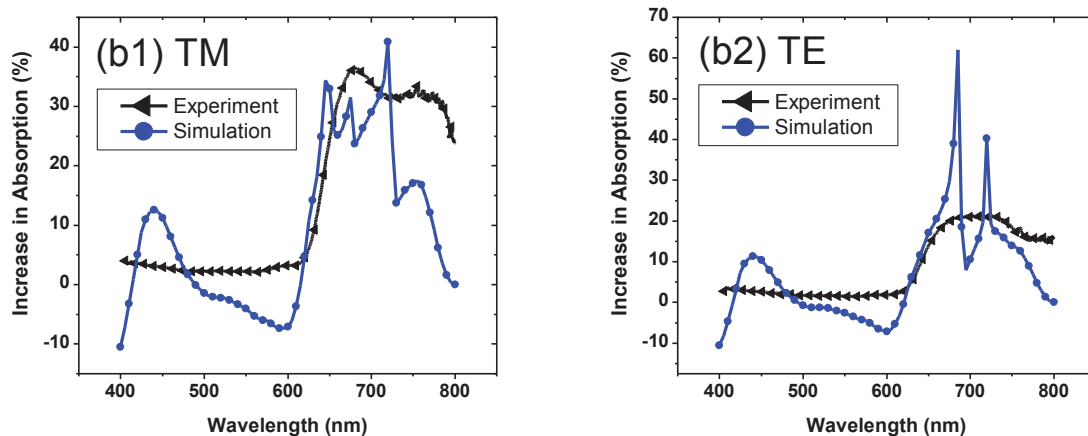 (b1) TM
Experiment
Simulation
Increase in Absorption (%)
40
30
20
10
0
-10
400
500
600
700
800
Wavelength (nm)
(b2) TE
Experiment
Simulation
Increase in Absorption (%)
70
60
50
40
30
20
10
0
-10
400
500
600
700
800
Wavelength (nm)